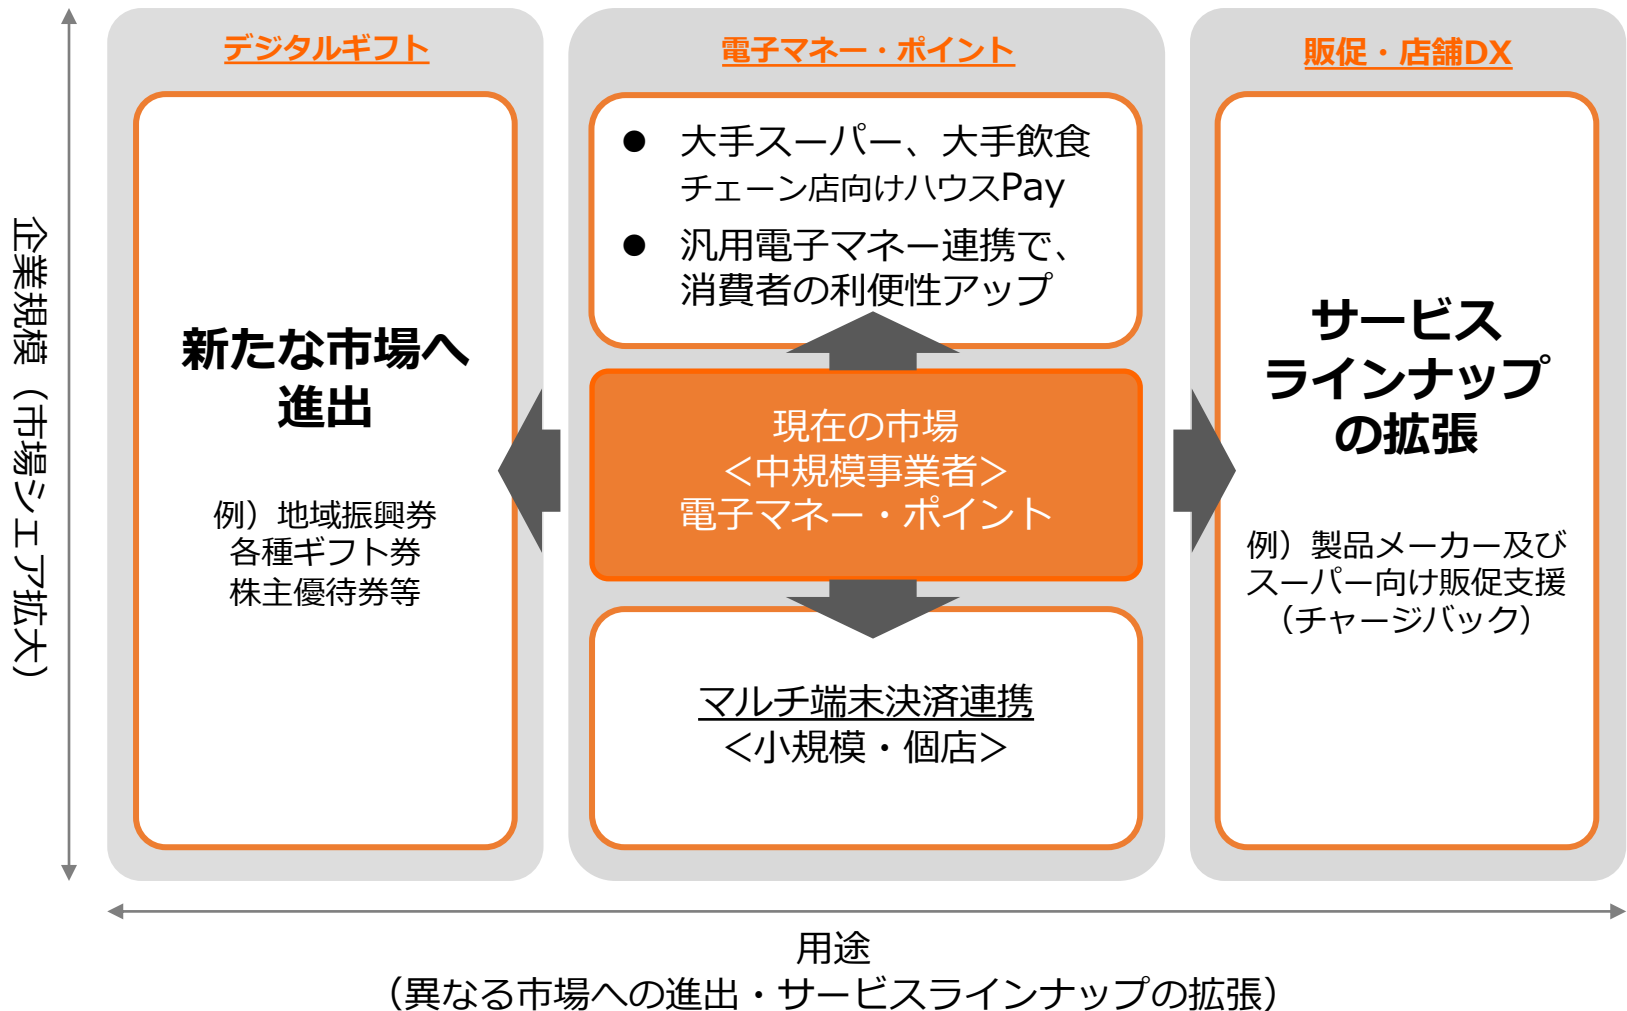 企業規模（市場シェア拡大）
デジタルギフト
新たな市場へ
進出
例）地域振興券
各種ギフト券
株主優待券等
電子マネー・ポイント
● 大手スーパー、大手飲食
チェーン店向けハウスPay
● 汎用電子マネー連携で、
消費者の利便性アップ
現在の市場
＜中規模事業者＞
電子マネー・ポイント
マルチ端末決済連携
＜小規模・個店＞
販促・店舗DX
サービス
ラインナップ
の拡張
例）製品メーカー及び
スーパー向け販促支援
（チャージバック）
用途
（異なる市場への進出・サービスラインナップの拡張）